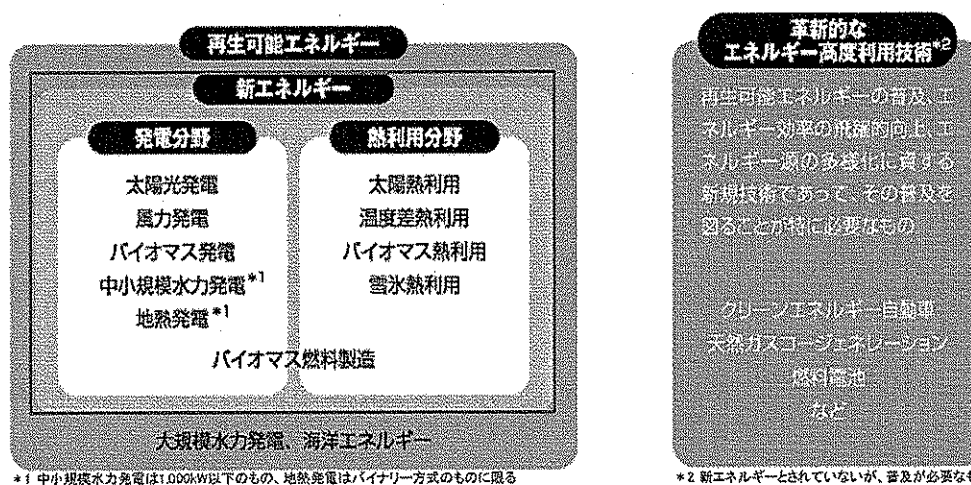 再生可能エネルギー
新エネルギー
発電分野
太陽光発電
風力発電
バイオマス発電
中小規模水力発電*1
地熱発電*1
熱利用分野
太陽熱利用
温度差熱利用
バイオマス熱利用
雪氷熱利用
バイオマス燃料製造
大規模水力発電、海洋エネルギー
*1 中小規模水力発電は1,000kW以下のもの、地熱発電はバイナリー方式のものに限る
革新的な
エネルギー高度利用技術*2
再生可能エネルギーの普及、エ
ネルギー効率の飛躍的向上、エ
ネルギー源の多様化に資する
新規技術であって、その普及を
図ることが特に必要なもの
クリーンエネルギー自動車
天然ガスコージェネレーション
燃料電池
など
*2 新エネルギーとされていないが、普及が必要なも